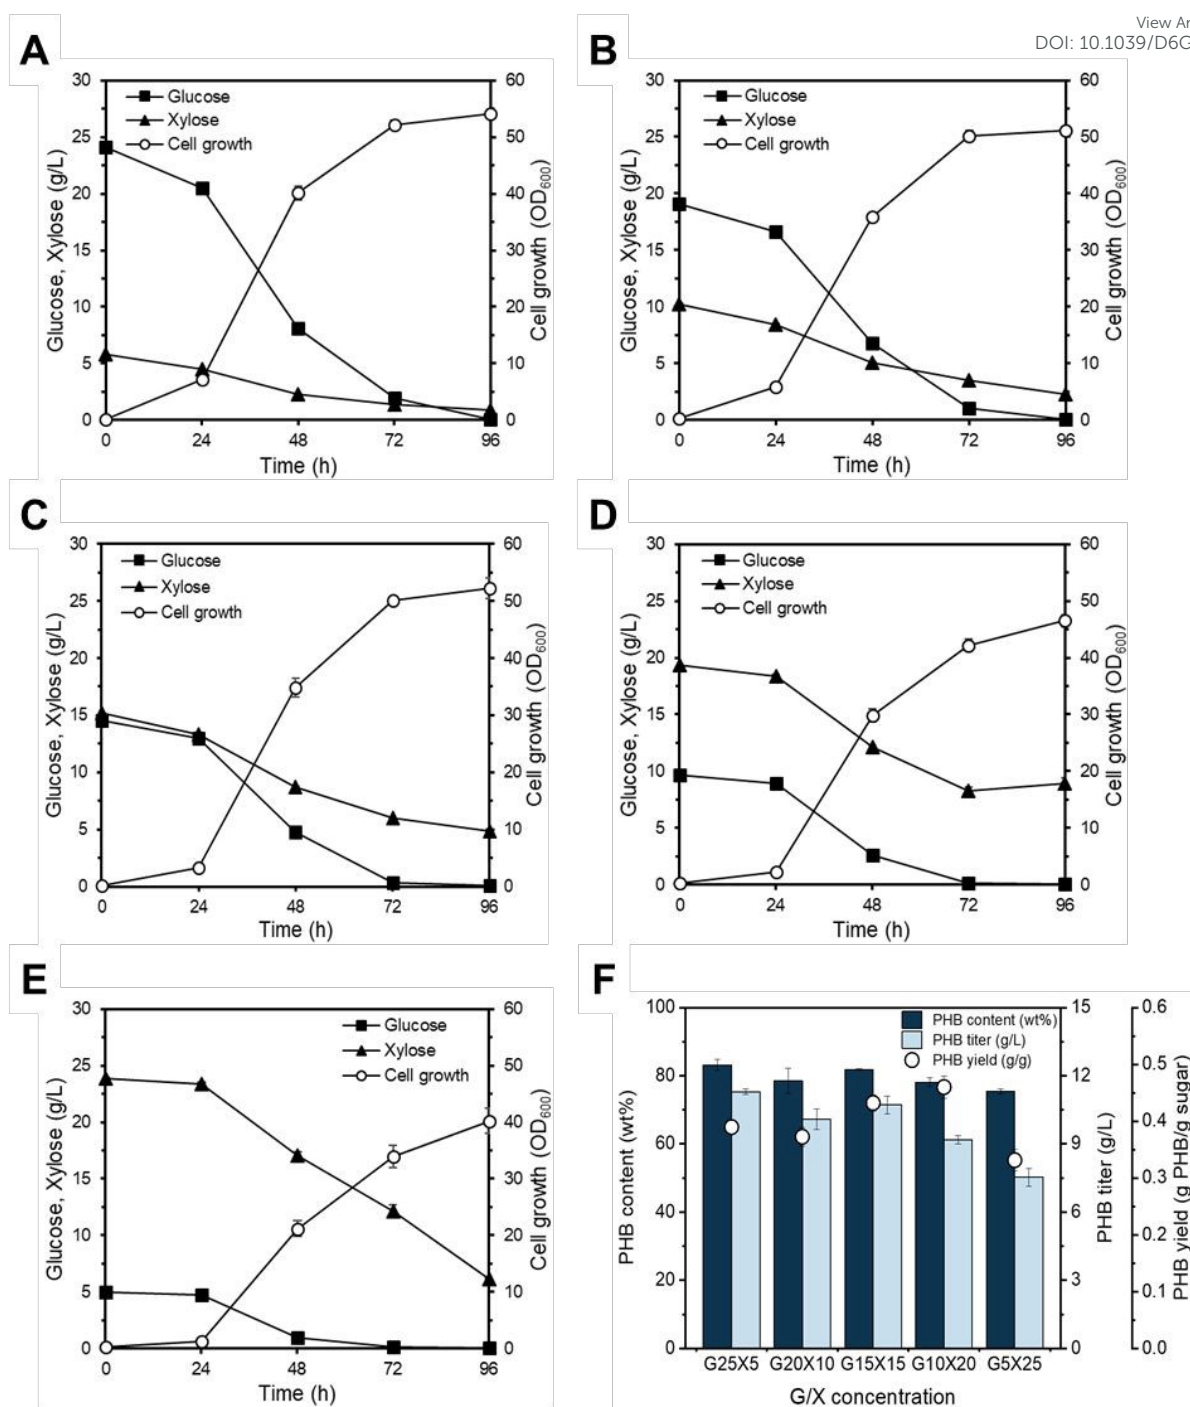 View Ar
DOI: 10.1039/D6G
A
Glucose
Xylose
Cell growth
Glucose, Xylose (g/L)
Cell growth (OD600)
30
25
20
15
10
5
0
60
50
40
30
20
10
0
0 24 48 72 96
Time (h)
B
Glucose
Xylose
Cell growth
Glucose, Xylose (g/L)
Cell growth (OD600)
30
25
20
15
10
5
0
60
50
40
30
20
10
0
0 24 48 72 96
Time (h)
C
Glucose
Xylose
Cell growth
Glucose, Xylose (g/L)
Cell growth (OD600)
30
25
20
15
10
5
0
60
50
40
30
20
10
0
0 24 48 72 96
Time (h)
D
Glucose
Xylose
Cell growth
Glucose, Xylose (g/L)
Cell growth (OD600)
30
25
20
15
10
5
0
60
50
40
30
20
10
0
0 24 48 72 96
Time (h)
E
Glucose
Xylose
Cell growth
Glucose, Xylose (g/L)
Cell growth (OD600)
30
25
20
15
10
5
0
60
50
40
30
20
10
0
0 24 48 72 96
Time (h)
F
PHB content (wt%)
PHB titer (g/L)
PHB yield (g/g)
PHB content (wt%)
PHB titer (g/L)
PHB yield (g PHB/g sugar)
100
80
60
40
20
0
15
12
9
6
3
0
0.6
0.5
0.4
0.3
0.2
0.1
0.0
G25X5 G20X10 G15X15 G10X20 G5X25
G/X concentration